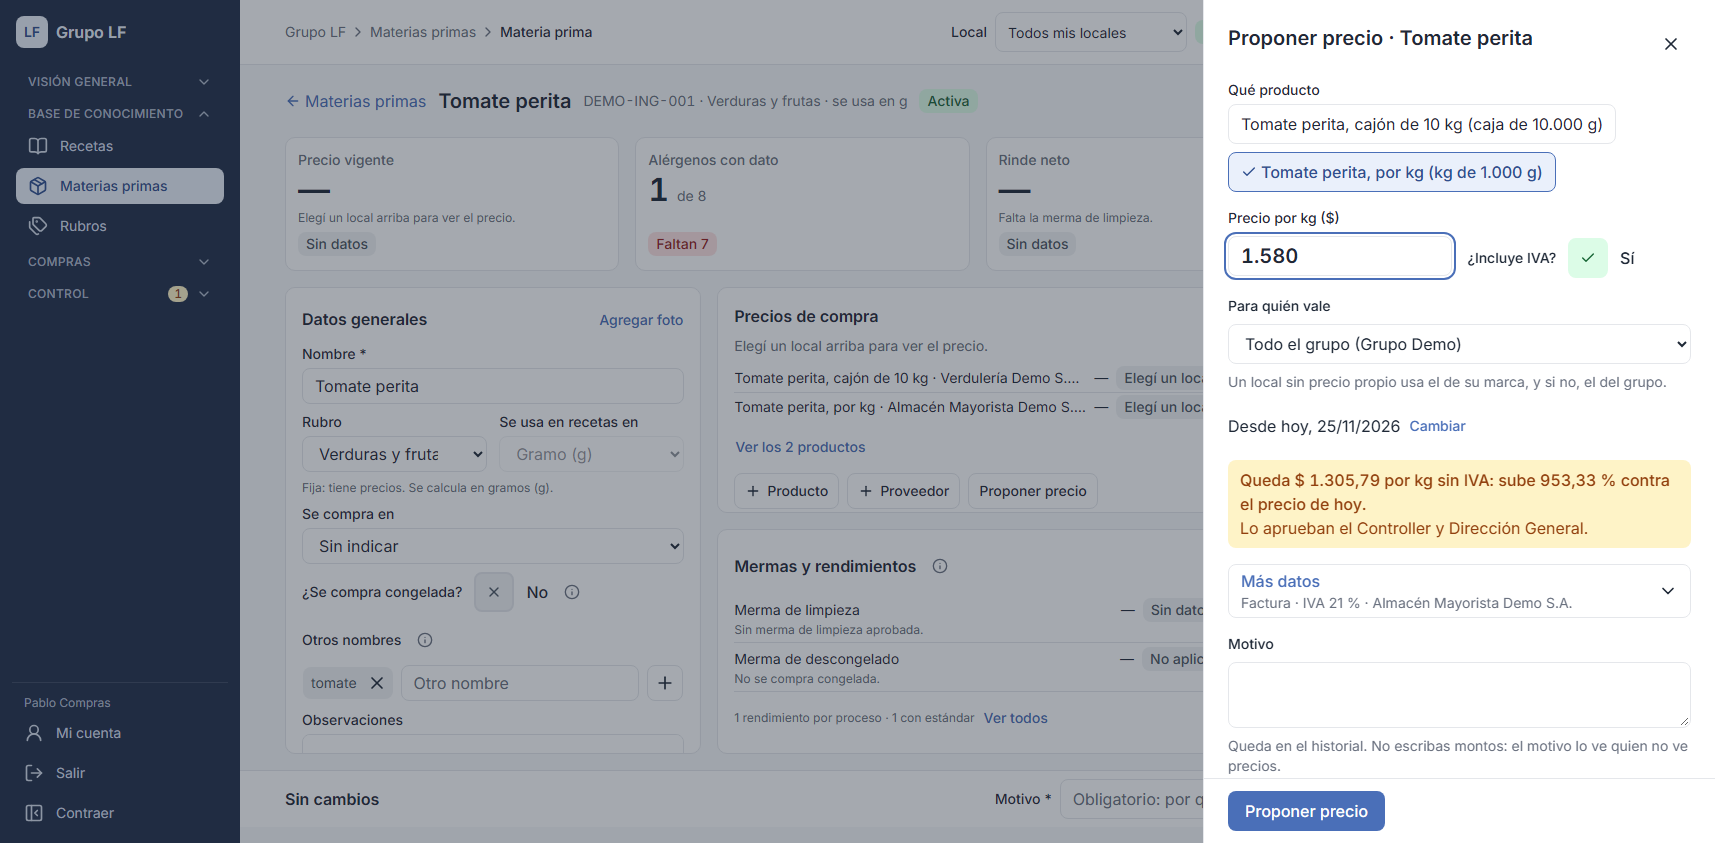 LF Grupo LF
VISIÓN GENERAL
BASE DE CONOCIMIENTO
Recetas
Materias primas
Rubros
COMPRAS
CONTROL 1
Pablo Compras
Mi cuenta
Salir
Contraer
Grupo LF > Materias primas > Materia prima
Local Todos mis locales
← Materias primas Tomate perita DEMO-ING-001 · Verduras y frutas · se usa en g Activa
Precio vigente
—
Elegí un local arriba para ver el precio.
Sin datos
Alérgenos con dato
1 de 8
Faltan 7
Rinde neto
—
Falta la merma de limpieza.
Sin datos
Datos generales Agregar foto
Nombre *
Tomate perita
Rubro Se usa en recetas en
Verduras y fruta Gramo (g)
Fija: tiene precios. Se calcula en gramos (g).
Se compra en
Sin indicar
¿Se compra congelada? No
Otros nombres
tomate Otro nombre
Observaciones
Precios de compra
Elegí un local arriba para ver el precio.
Tomate perita, cajón de 10 kg · Verdulería Demo S.... — Elegí un loca
Tomate perita, por kg · Almacén Mayorista Demo S.... — Elegí un loca
Ver los 2 productos
+ Producto + Proveedor Proponer precio
Mermas y rendimientos
Merma de limpieza — Sin dato
Sin merma de limpieza aprobada.
Merma de descongelado — No aplic
No se compra congelada.
1 rendimiento por proceso · 1 con estándar Ver todos
Sin cambios Motivo * Obligatorio: por q
Proponer precio · Tomate perita
Qué producto
Tomate perita, cajón de 10 kg (caja de 10.000 g)
✓ Tomate perita, por kg (kg de 1.000 g)
Precio por kg ($)
1.580 ¿Incluye IVA? ✓ Sí
Para quién vale
Todo el grupo (Grupo Demo)
Un local sin precio propio usa el de su marca, y si no, el del grupo.
Desde hoy, 25/11/2026 Cambiar
Queda $ 1.305,79 por kg sin IVA: sube 953,33 % contra
el precio de hoy.
Lo aprueban el Controller y Dirección General.
Más datos
Factura · IVA 21 % · Almacén Mayorista Demo S.A.
Motivo
Queda en el historial. No escribas montos: el motivo lo ve quien no ve
precios.
Proponer precio